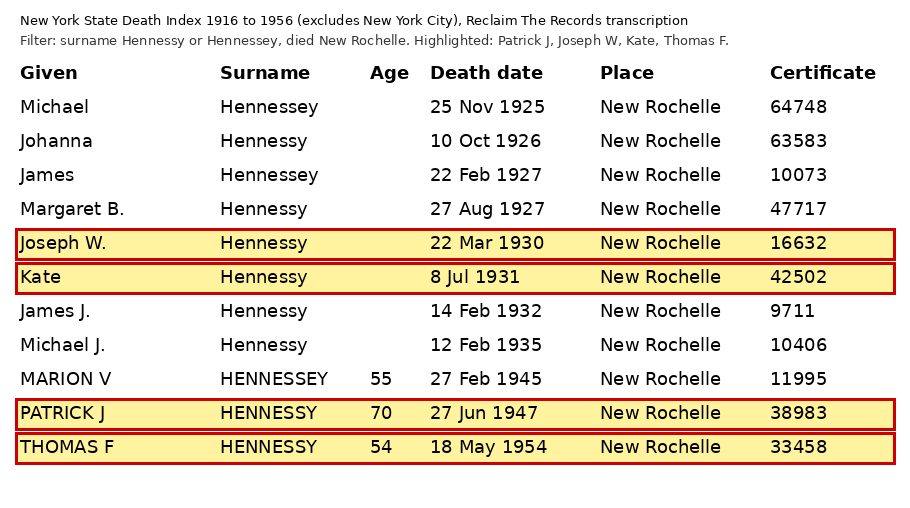 New York State Death Index 1916 to 1956 (excludes New York City), Reclaim The Records transcription
Filter: surname Hennessy or Hennessey, died New Rochelle. Highlighted: Patrick J, Joseph W, Kate, Thomas F.
Given Surname Age Death date Place Certificate
Michael Hennessey 25 Nov 1925 New Rochelle 64748
Johanna Hennessy 10 Oct 1926 New Rochelle 63583
James Hennessey 22 Feb 1927 New Rochelle 10073
Margaret B. Hennessy 27 Aug 1927 New Rochelle 47717
Joseph W. Hennessy 22 Mar 1930 New Rochelle 16632
Kate Hennessy 8 Jul 1931 New Rochelle 42502
James J. Hennessy 14 Feb 1932 New Rochelle 9711
Michael J. Hennessy 12 Feb 1935 New Rochelle 10406
MARION V HENNESSEY 55 27 Feb 1945 New Rochelle 11995
PATRICK J HENNESSY 70 27 Jun 1947 New Rochelle 38983
THOMAS F HENNESSY 54 18 May 1954 New Rochelle 33458